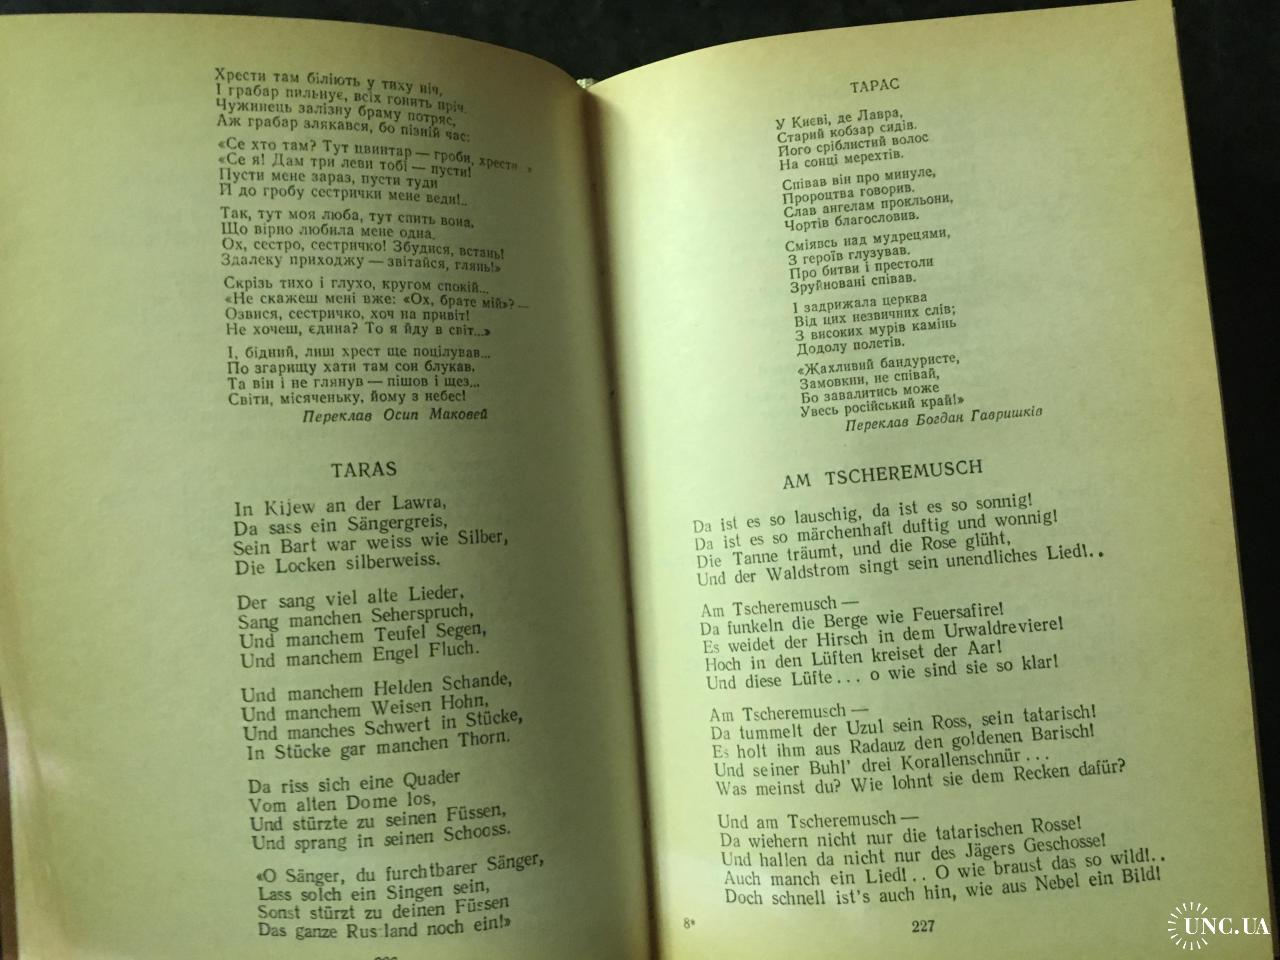 Хрести там біліють у тиху ніч,
І грабар пильнує, всіх гонить пріч.
Чужинець залізну браму потряс,
Аж грабар злякався, бо пізній час:
«Се хто там? Тут цвинтар — гроби, хрести »
«Се я! Дам три леви тобі — пусти!
Пусти мене зараз, пусти туди
Й до гробу сестрички мене веди!..
Так, тут моя люба, тут спить вона,
Що вірно любила мене одна.
Ох, сестро, сестричко! Збудися, встань!
Здалеку приходжу — звітайся, глянь!»
Скрізь тихо і глухо, кругом спокій...
«Не скажеш мені вже: «Ох, брате мій»? —
Озвися, сестричко, хоч на привіт!
Не хочеш, єдина? То я йду в світ...»
І, бідний, лиш хрест ще поцілував...
По згарищу хати там сон блукав.
Та він і не глянув — пішов і щез...
Світи, місяченьку, йому з небес!
Переклав Осип Маковей
TARAS
In Kijew an der Lawra,
Da sass ein Sängergreis,
Sein Bart war weiss wie Silber,
Die Locken silberweiss.
Der sang viel alte Lieder,
Sang manchen Seherspruch,
Und manchem Teufel Segen,
Und manchem Engel Fluch.
Und manchem Helden Schande,
Und manchem Weisen Hohn,
Und manches Schwert in Stücke,
In Stücke gar manchen Thorn.
Da riss sich eine Quader
Vom alten Dome los,
Und stürzte zu seinen Füssen,
Und sprang in seinen Schooss.
«O Sänger, du furchtbarer Sänger,
Lass solch ein Singen sein,
Sonst stürzt zu deinen Füssen
Das ganze Russland noch ein!»
ТАРАС
У Києві, де Лавра,
Старий кобзар сидів.
Його сріблистий волос
На сонці мерехтів.
Співав він про минуле,
Пророцтва говорив.
Слав ангелам прокльони,
Чортів благословив.
Сміявсь над мудрецями,
З героїв глузував.
Про битви і престоли
Зруйновані співав.
І задрижала церква
Від цих незвичних слів;
З високих мурів камінь
Додолу полетів.
«Жахливий бандуристе,
Замовкни, не співай,
Бо завалитись може
Увесь російський край!»
Переклав Богдан Гавришків
AM TSCHEREMUSCH
Da ist es so lauschig, da ist es so sonnig!
Da ist es so märchenhaft duftig und wonnig!
Die Tanne träumt, und die Rose glüht,
Und der Waldstrom singt sein unendliches Lied!..
Am Tscheremusch —
Da funkeln die Berge wie Feuersafire!
Es weidet der Hirsch in dem Urwaldreviere!
Hoch in den Lüften kreiset der Aar!
Und diese Lüfte... o wie sind sie so klar!
Am Tscheremusch —
Da tummelt der Uzul sein Ross, sein tatarisch!
Es holt ihm aus Radauz den goldenen Barisch!
Und seiner Buhl' drei Korallenschnür...
Was meinst du? Wie lohnt sie dem Recken dafür?
Und am Tscheremusch —
Da wiehern nicht nur die tatarischen Rosse!
Und hallen da nicht nur des Jägers Geschosse!
Auch manch ein Lied!.. O wie braust das so wild!..
Doch schnell ist's auch hin, wie aus Nebel ein Bild!
8*
227
UNC.UA